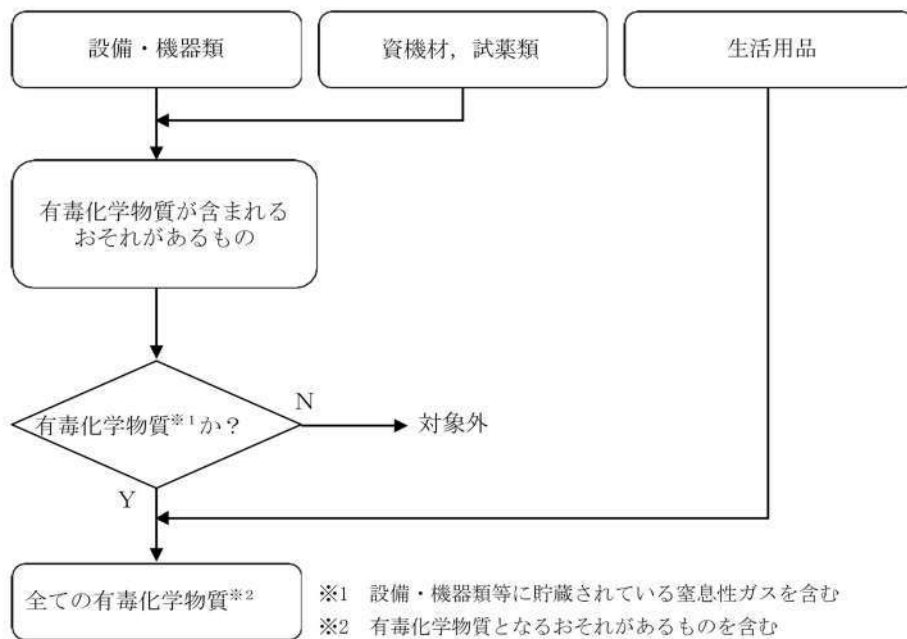 設備・機器類
資機材，試薬類
生活用品
有毒化学物質が含まれる
おそれがあるもの
有毒化学物質※1か？
N
対象外
Y
全ての有毒化学物質※2
※1 設備・機器類等に貯蔵されている窒息性ガスを含む
※2 有毒化学物質となるおそれがあるものを含む